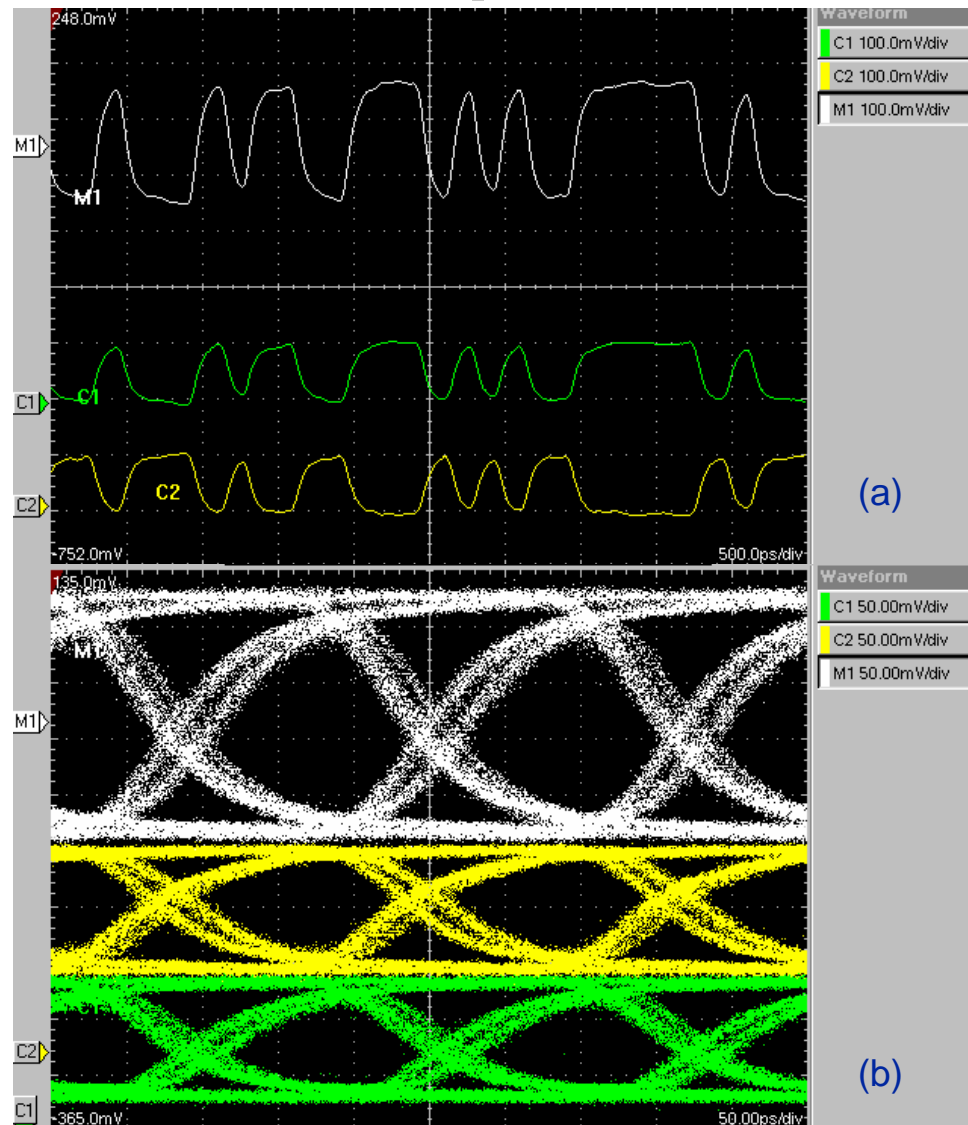 248.0mV
Waveform
C1 100.0mV/div
C2 100.0mV/div
M1 100.0mV/div
M1
M1
C1
C1
C2
C2
(a)
-752.0mV
500.0ps/div
135.0mV
Waveform
C1 50.00mV/div
C2 50.00mV/div
M1 50.00mV/div
M1
M1
C2
(b)
C1
-365.0mV
50.00ps/div